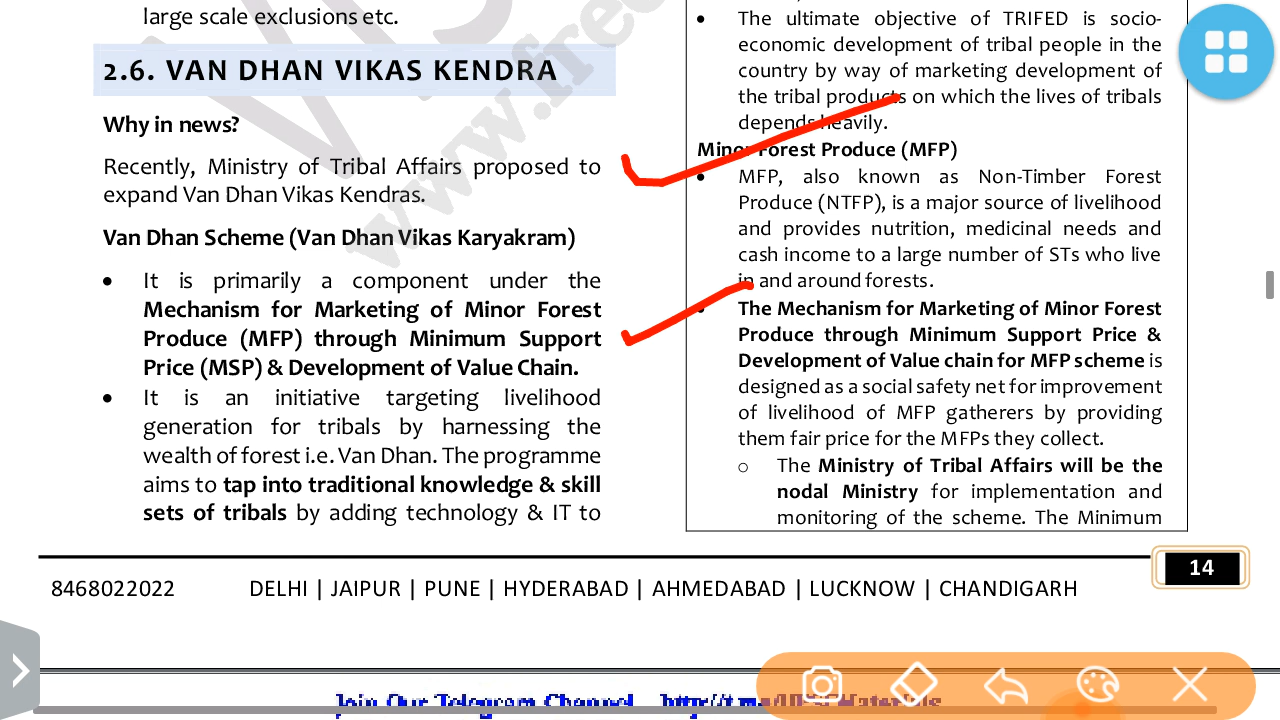 large scale exclusions etc.
2.6. VAN DHAN VIKAS KENDRA
Why in news?
Recently, Ministry of Tribal Affairs proposed to
expand Van Dhan Vikas Kendras.
Van Dhan Scheme (Van Dhan Vikas Karyakram)
• It is primarily a component under the
Mechanism for Marketing of Minor Forest
Produce (MFP) through Minimum Support
Price (MSP) & Development of Value Chain.
• It is an initiative targeting livelihood
generation for tribals by harnessing the
wealth of forest i.e. Van Dhan. The programme
aims to tap into traditional knowledge & skill
sets of tribals by adding technology & IT to
• The ultimate objective of TRIFED is socio-
economic development of tribal people in the
country by way of marketing development of
the tribal products on which the lives of tribals
depends heavily.
Minor Forest Produce (MFP)
• MFP, also known as Non-Timber Forest
Produce (NTFP), is a major source of livelihood
and provides nutrition, medicinal needs and
cash income to a large number of STs who live
in and around forests.
• The Mechanism for Marketing of Minor Forest
Produce through Minimum Support Price &
Development of Value chain for MFP scheme is
designed as a social safety net for improvement
of livelihood of MFP gatherers by providing
them fair price for the MFPs they collect.
o The Ministry of Tribal Affairs will be the
nodal Ministry for implementation and
monitoring of the scheme. The Minimum
14
8468022022 DELHI | JAIPUR | PUNE | HYDERABAD | AHMEDABAD | LUCKNOW | CHANDIGARH
Join Our Telegram Channel